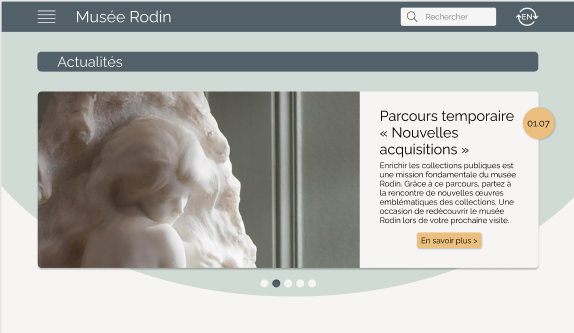 Musée Rodin
Rechercher
EN
Actualités
Parcours temporaire
« Nouvelles
acquisitions »
01.07
Enrichir les collections publiques est
une mission fondamentale du musée
Rodin. Grâce à ce parcours, partez à
la rencontre de nouvelles œuvres
emblématiques des collections. Une
occasion de redécouvrir le musée
Rodin lors de votre prochaine visite.
En savoir plus >